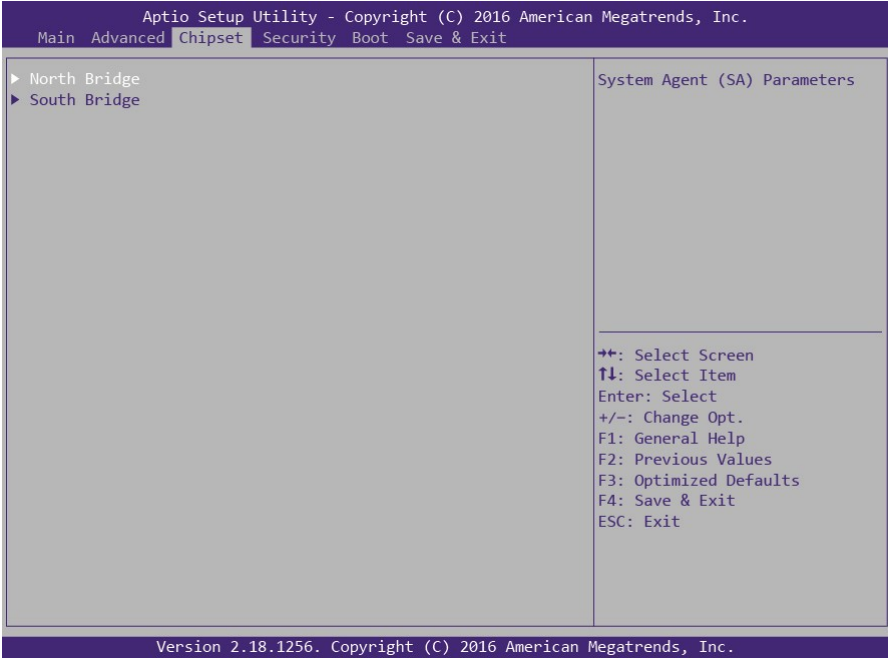 Aptio Setup Utility - Copyright (C) 2016 American Megatrends, Inc.
Main Advanced Chipset Security Boot Save & Exit
▶ North Bridge
▶ South Bridge
System Agent (SA) Parameters
→←: Select Screen
↑↓: Select Item
Enter: Select
+/-: Change Opt.
F1: General Help
F2: Previous Values
F3: Optimized Defaults
F4: Save & Exit
ESC: Exit
Version 2.18.1256. Copyright (C) 2016 American Megatrends, Inc.